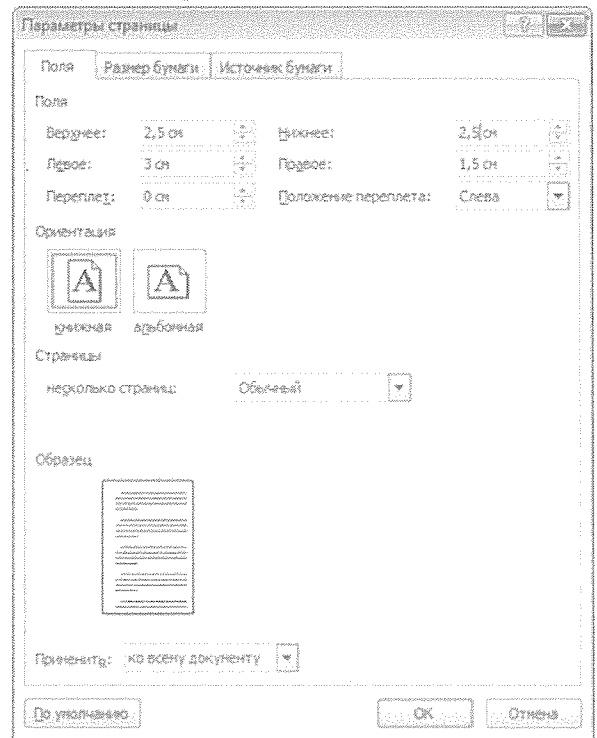 Параметры страницы
Поля Размер бумаги Источник бумаги
Поля
Верхнее: 2,5 см Нижнее: 2,5 см
Левое: 3 см Правое: 1,5 см
Переплет: 0 см Положение переплета: Слева
Ориентация
A A
книжная альбомная
Страницы
несколько страниц: Обычный
Образец
Применить: ко всему документу
По умолчанию ОК Отмена